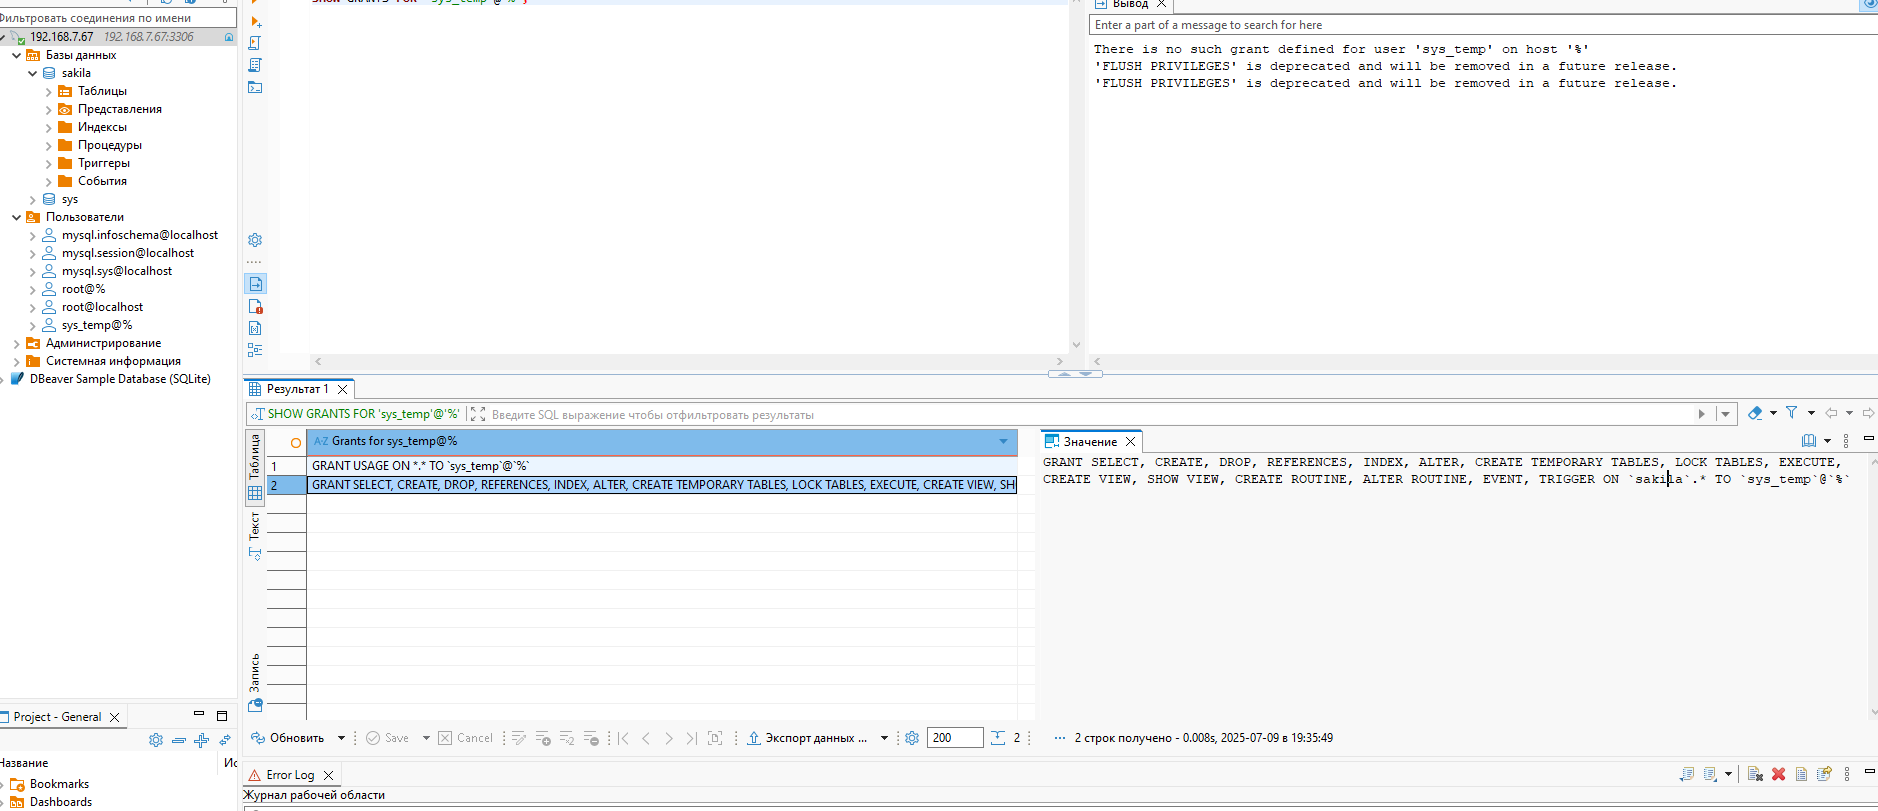 Фильтровать соединения по имени
192.168.7.67 192.168.7.67:3306
Базы данных
sakila
Таблицы
Представления
Индексы
Процедуры
Триггеры
События
sys
Пользователи
mysql.infoschema@localhost
mysql.session@localhost
mysql.sys@localhost
root@%
root@localhost
sys_temp@%
Администрирование
Системная информация
DBeaver Sample Database (SQLite)
Project - General
Название
Bookmarks
Dashboards
SHOW GRANTS FOR 'sys_temp'@'%';
Вывод
Enter a part of a message to search for here
There is no such grant defined for user 'sys_temp' on host '%'
'FLUSH PRIVILEGES' is deprecated and will be removed in a future release.
'FLUSH PRIVILEGES' is deprecated and will be removed in a future release.
Результат 1
SHOW GRANTS FOR 'sys_temp'@'%' Введите SQL выражение чтобы отфильтровать результаты
Таблица
Текст
Запись
A-Z Grants for sys_temp@%
1 GRANT USAGE ON *.* TO `sys_temp`@`%`
2 GRANT SELECT, CREATE, DROP, REFERENCES, INDEX, ALTER, CREATE TEMPORARY TABLES, LOCK TABLES, EXECUTE, CREATE VIEW, SH
Значение
GRANT SELECT, CREATE, DROP, REFERENCES, INDEX, ALTER, CREATE TEMPORARY TABLES, LOCK TABLES, EXECUTE,
CREATE VIEW, SHOW VIEW, CREATE ROUTINE, ALTER ROUTINE, EVENT, TRIGGER ON `sakila`.* TO `sys_temp`@`%`
Обновить Save Cancel Экспорт данных ... 200 2 ... 2 строк получено - 0.008s, 2025-07-09 в 19:35:49
Error Log
Журнал рабочей области